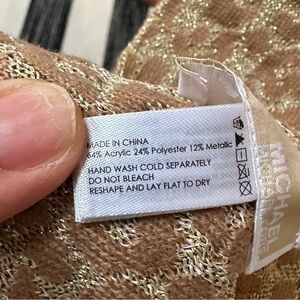 MADE IN CHINA
64% Acrylic 24% Polyester 12% Metallic
HAND WASH COLD SEPARATELY
DO NOT BLEACH
RESHAPE AND LAY FLAT TO DRY
MICHAEL